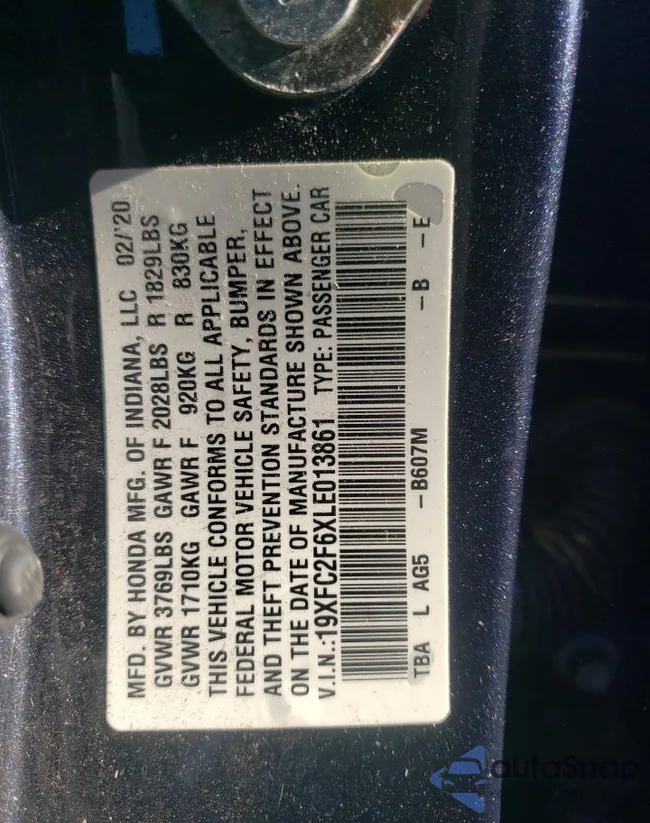 MFD. BY HONDA MFG. OF INDIANA, LLC 02/'20
GVWR 3769LBS GAWR F 2028LBS R 1829LBS
GVWR 1710KG GAWR F 920KG R 830KG
THIS VEHICLE CONFORMS TO ALL APPLICABLE
FEDERAL MOTOR VEHICLE SAFETY, BUMPER,
AND THEFT PREVENTION STANDARDS IN EFFECT
ON THE DATE OF MANUFACTURE SHOWN ABOVE.
V.I.N.:19XFC2F6XLE013861 TYPE: PASSENGER CAR
TBA L AG5 -B607M -B -E
autoSnap